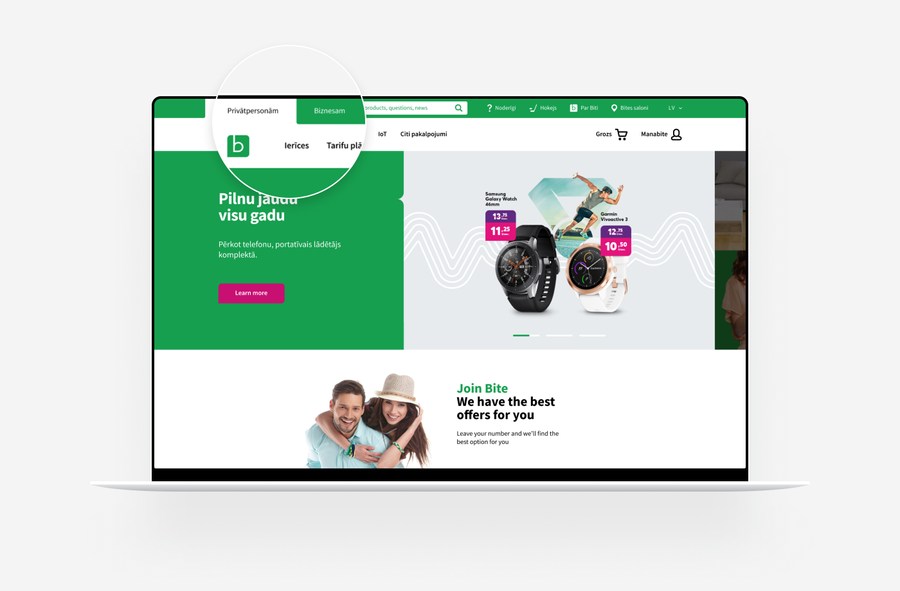 Privātpersonām
Biznesam
products, questions, news
Noderīgi
Hokejs
b
Par Biti
Bites saloni
LV
b
Ierīces
Tarifu plā
IoT
Citi pakalpojumi
Grozs
Manabite
Pilnu jaudu
visu gadu
Pērkot telefonu, portatīvais lādētājs
komplektā.
Learn more
Samsung
Galaxy Watch
46mm
13.75
11.25
Garmin
Vivoactive 3
12.75
10.50
Join Bite
We have the best
offers for you
Leave your number and we'll find the
best option for you